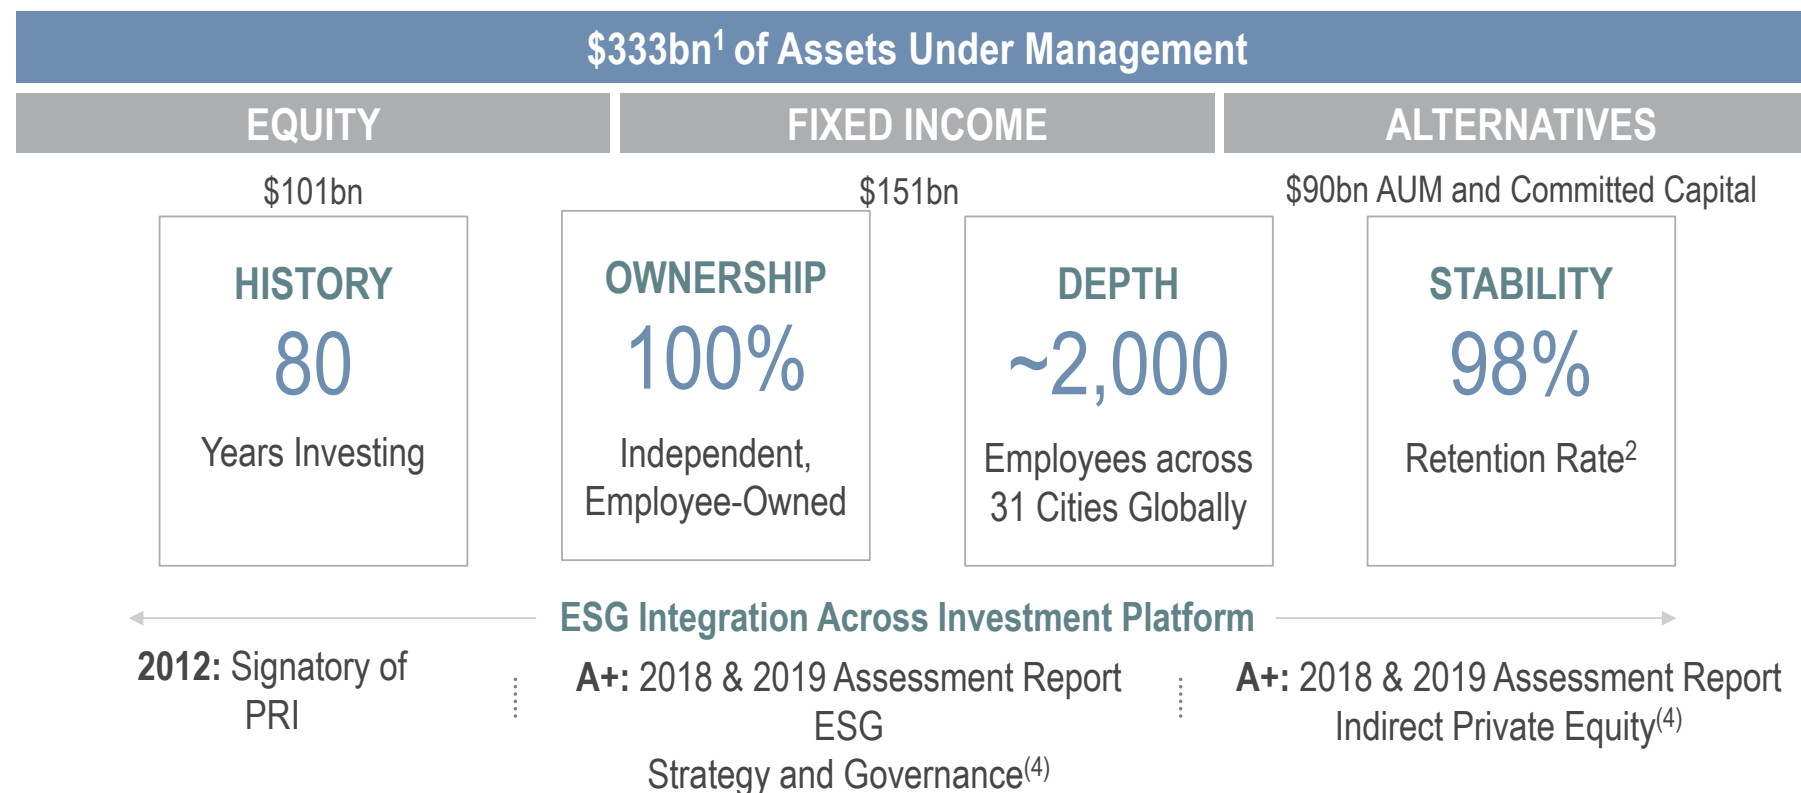 $333bn1 of Assets Under Management
EQUITY
FIXED INCOME
ALTERNATIVES
$101bn
$151bn
$90bn AUM and Committed Capital
HISTORY
80
Years Investing
OWNERSHIP
100%
Independent,
Employee-Owned
DEPTH
~2,000
Employees across
31 Cities Globally
STABILITY
98%
Retention Rate2
ESG Integration Across Investment Platform
2012: Signatory of
PRI
A+: 2018 & 2019 Assessment Report
ESG
Strategy and Governance(4)
A+: 2018 & 2019 Assessment Report
Indirect Private Equity(4)